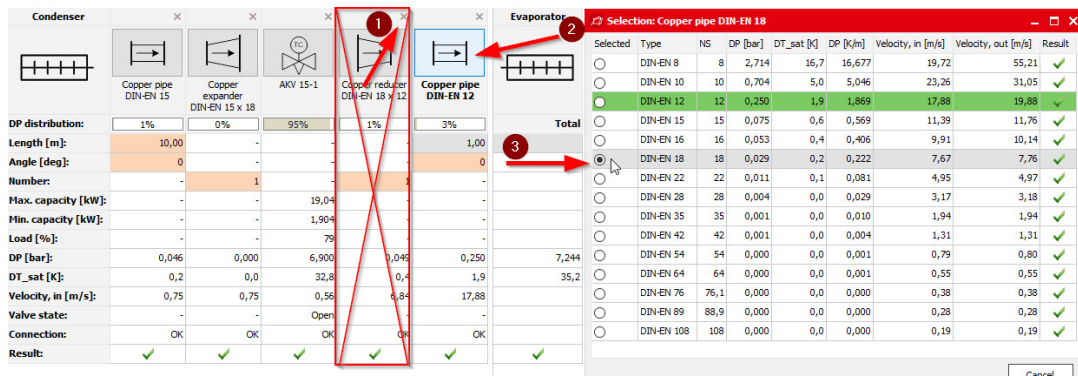 Condenser
Evaporator
1
2
3
Copper pipe
DIN-EN 15
Copper
expander
DIN-EN 15 x 18
TC
AKV 15-1
Copper reducer
DIN-EN 18 x 12
Copper pipe
DIN-EN 12
DP distribution: 1% 0% 95% 1% 3% Total
Length [m]: 10,00 - - - 1,00
Angle [deg]: 0 - - - 0
Number: - 1 - 1 -
Max. capacity [kW]: - - 19,04 - -
Min. capacity [kW]: - - 1,904 - -
Load [%]: - - 79 - -
DP [bar]: 0,046 0,000 6,900 0,049 0,250 7,244
DT_sat [K]: 0,2 0,0 32,8 0,4 1,9 35,2
Velocity, in [m/s]: 0,75 0,75 0,56 6,84 17,88
Valve state: - - Open - -
Connection: OK OK OK OK OK
Result:
Selection: Copper pipe DIN-EN 18
Selected Type NS DP [bar] DT_sat [K] DP [K/m] Velocity, in [m/s] Velocity, out [m/s] Result
DIN-EN 8 8 2,714 16,7 16,677 19,72 55,21
DIN-EN 10 10 0,704 5,0 5,046 23,26 31,05
DIN-EN 12 12 0,250 1,9 1,869 17,88 19,88
DIN-EN 15 15 0,075 0,6 0,569 11,39 11,76
DIN-EN 16 16 0,053 0,4 0,406 9,91 10,14
DIN-EN 18 18 0,029 0,2 0,222 7,67 7,76
DIN-EN 22 22 0,011 0,1 0,081 4,95 4,97
DIN-EN 28 28 0,004 0,0 0,029 3,17 3,18
DIN-EN 35 35 0,001 0,0 0,010 1,94 1,94
DIN-EN 42 42 0,001 0,0 0,004 1,31 1,31
DIN-EN 54 54 0,000 0,0 0,001 0,79 0,80
DIN-EN 64 64 0,000 0,0 0,001 0,55 0,55
DIN-EN 76 76,1 0,000 0,0 0,000 0,38 0,38
DIN-EN 89 88,9 0,000 0,0 0,000 0,28 0,28
DIN-EN 108 108 0,000 0,0 0,000 0,19 0,19
Cancel